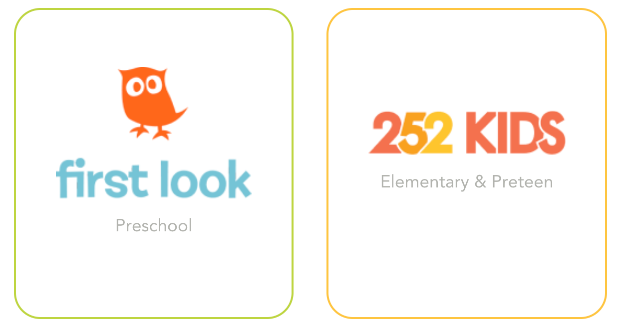 first look
Preschool
252 KIDS
Elementary & Preteen